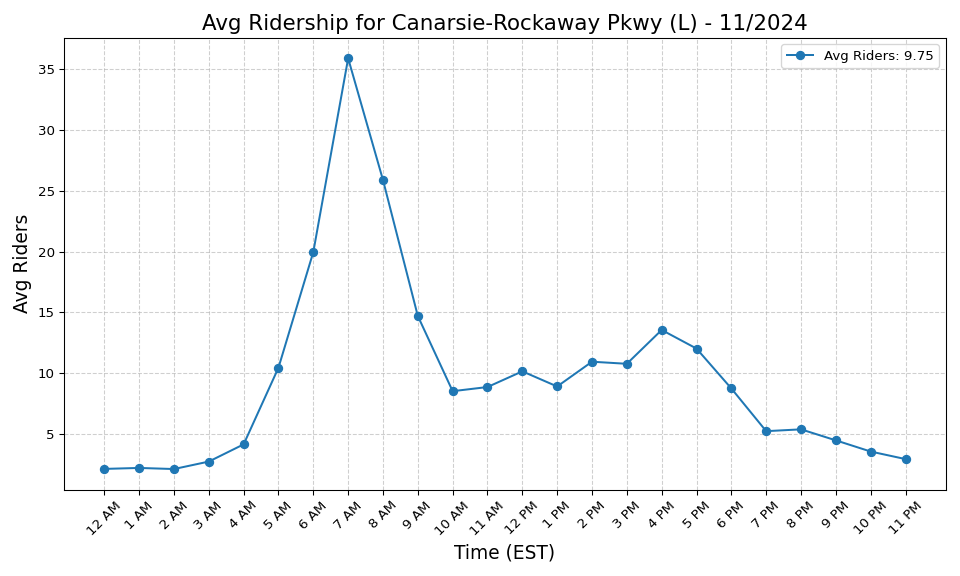 Avg Ridership for Canarsie-Rockaway Pkwy (L) - 11/2024
Avg Riders: 9.75
Avg Riders
35
30
25
20
15
10
5
12 AM
1 AM
2 AM
3 AM
4 AM
5 AM
6 AM
7 AM
8 AM
9 AM
10 AM
11 AM
12 PM
1 PM
2 PM
3 PM
4 PM
5 PM
6 PM
7 PM
8 PM
9 PM
10 PM
11 PM
Time (EST)